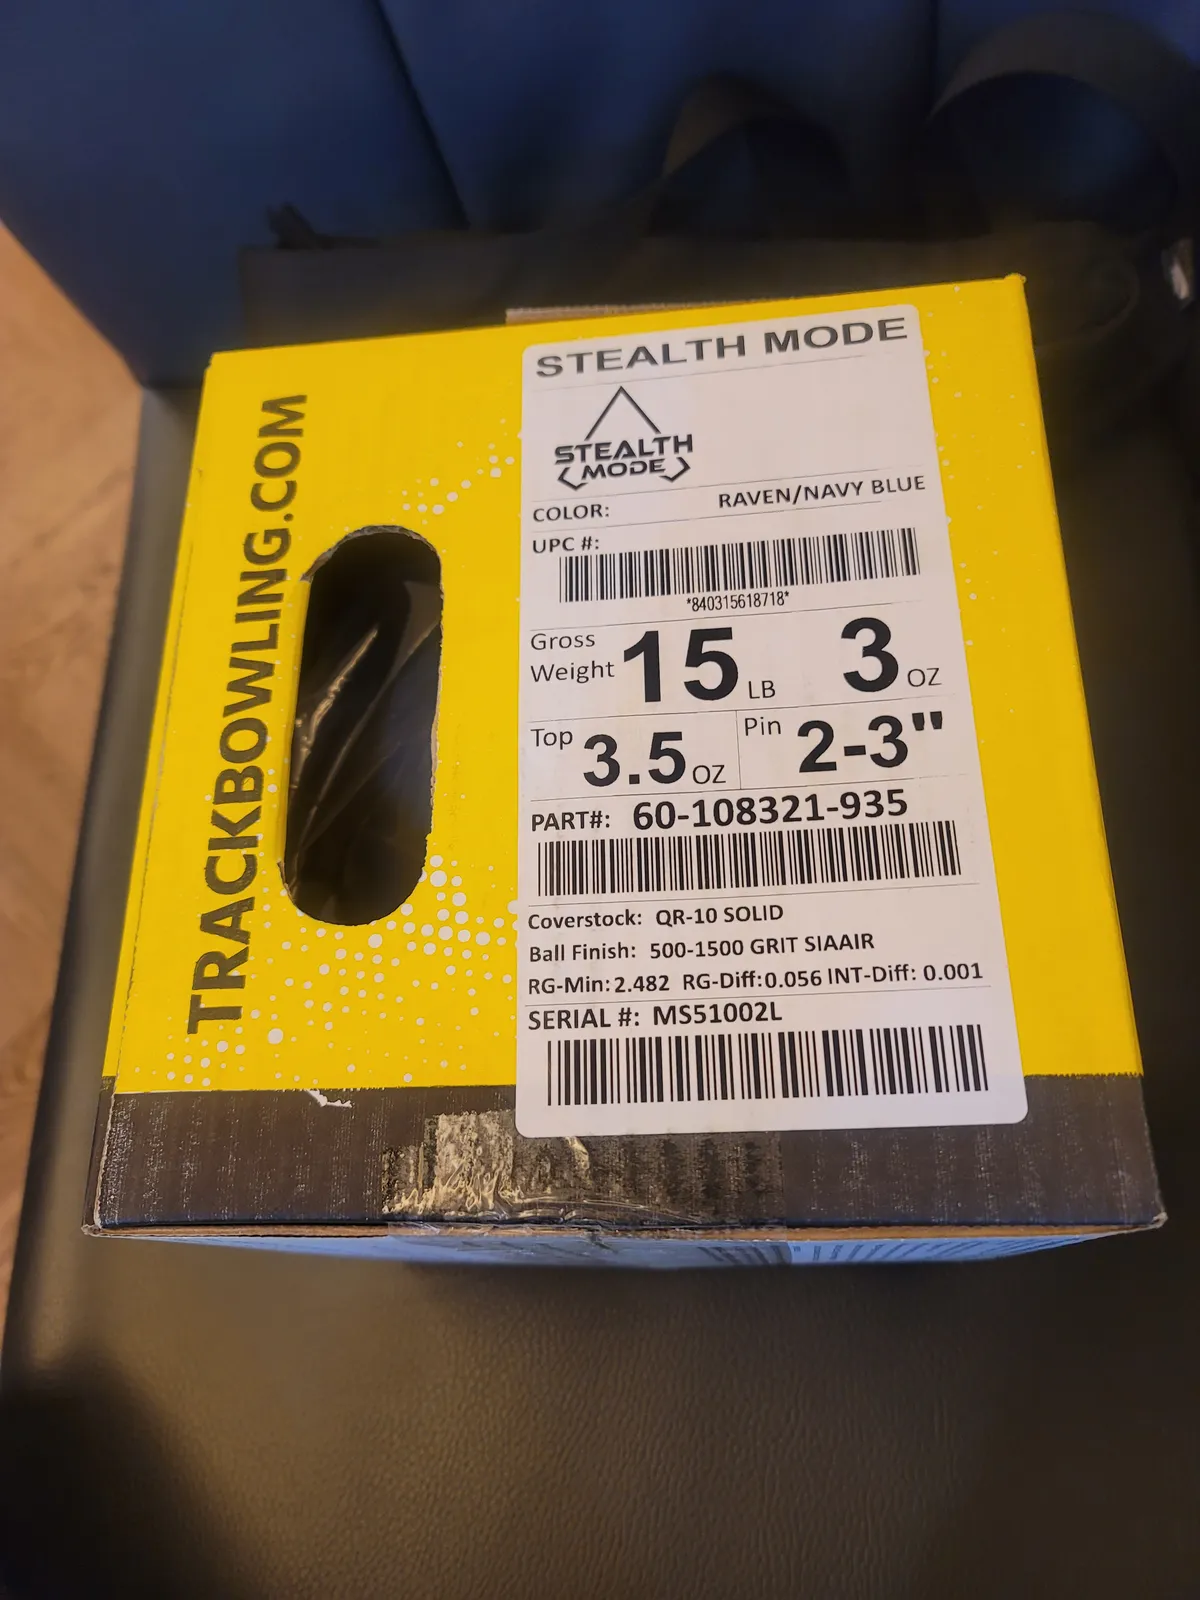 TRACKBOWLING.COM
STEALTH MODE
STEALTH
MODE
COLOR: RAVEN/NAVY BLUE
UPC #:
*840315618718*
Gross Weight 15 LB 3 OZ
Top 3.5 OZ Pin 2-3"
PART#: 60-108321-935
Coverstock: QR-10 SOLID
Ball Finish: 500-1500 GRIT SIAAIR
RG-Min: 2.482 RG-Diff: 0.056 INT-Diff: 0.001
SERIAL #: MS51002L